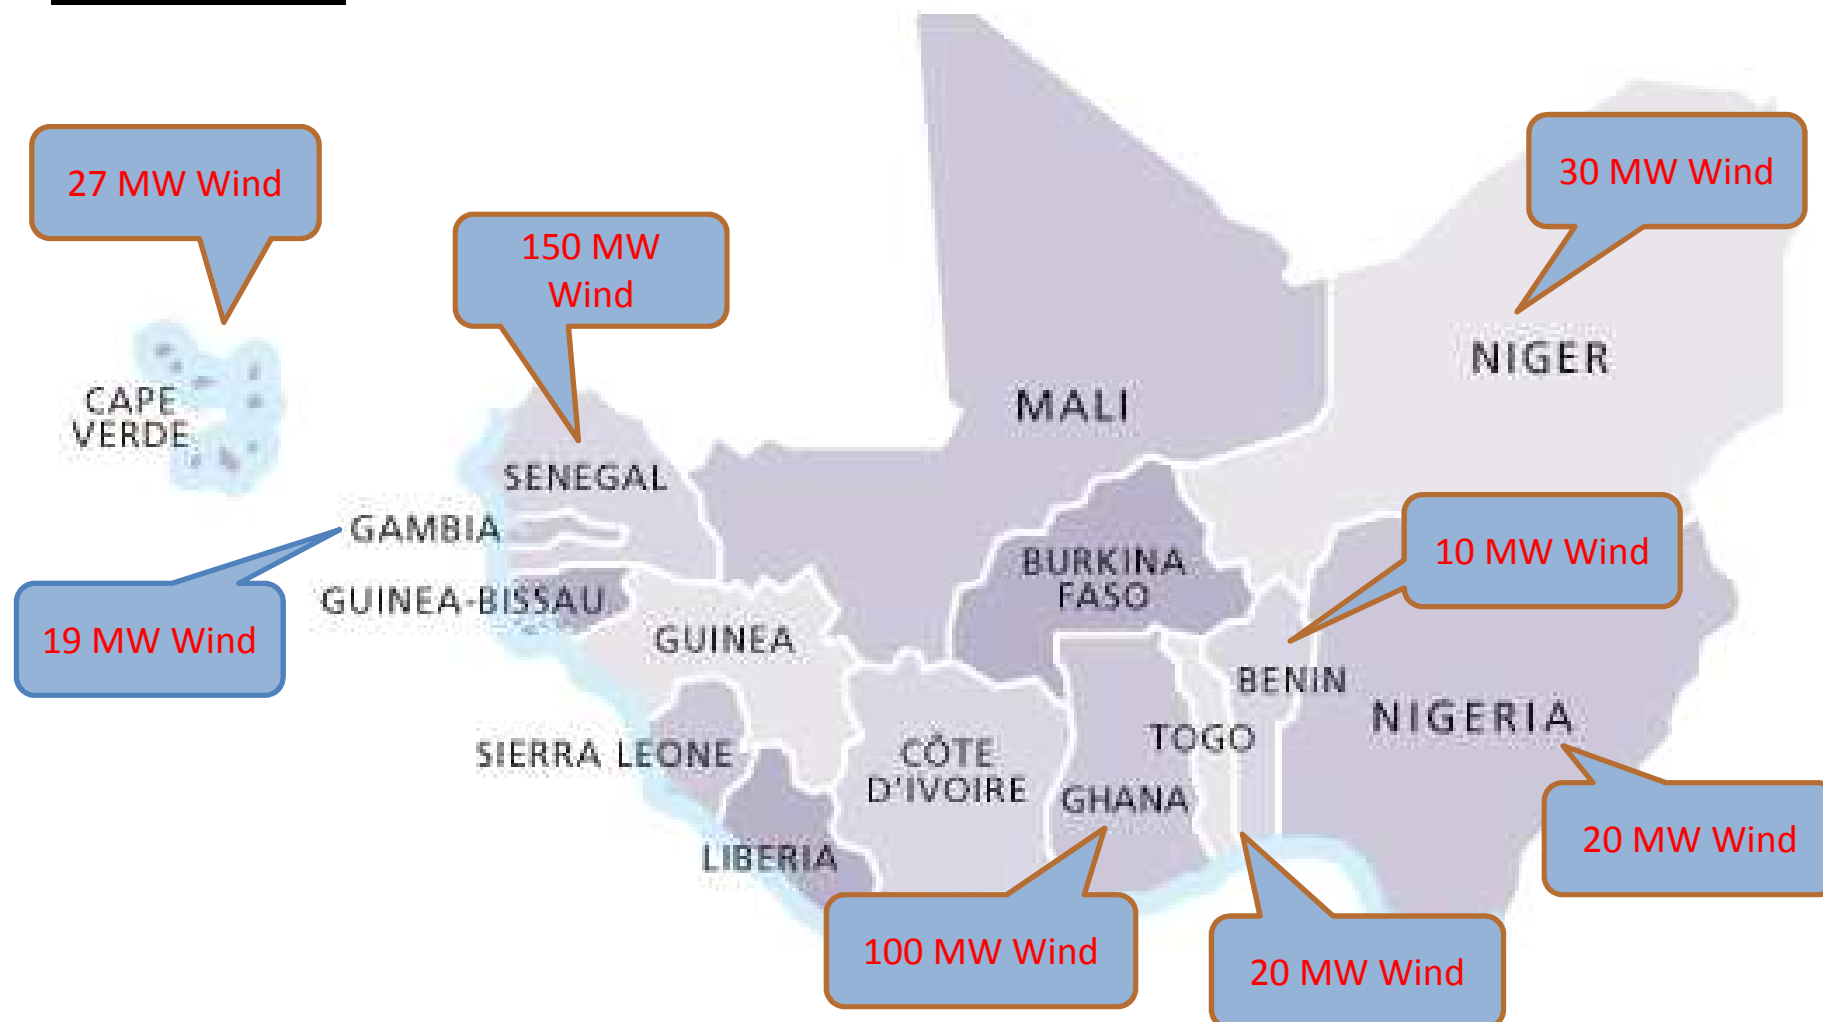 27 MW Wind
150 MW
Wind
30 MW Wind
NIGER
CAPE
VERDE
MALI
SENEGAL
GAMBIA
10 MW Wind
BURKINA
FASO
GUINEA-BISSAU
19 MW Wind
GUINEA
BENIN
NIGERIA
SIERRA LEONE
CÔTE
D'IVOIRE
TOGO
GHANA
LIBERIA
20 MW Wind
100 MW Wind
20 MW Wind